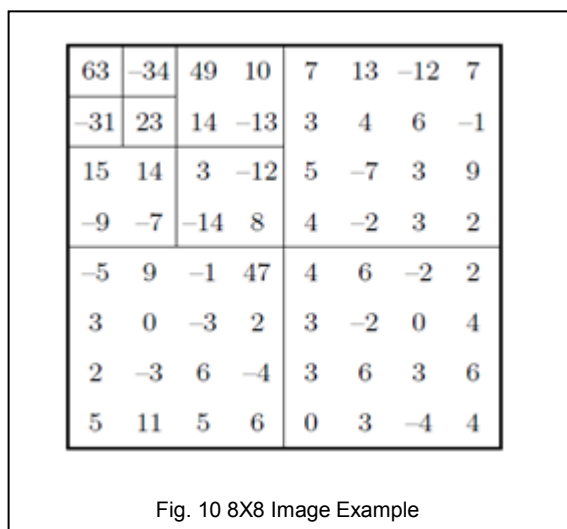 63 –34 49 10 7 13 –12 7
–31 23 14 –13 3 4 6 –1
15 14 3 –12 5 –7 3 9
–9 –7 –14 8 4 –2 3 2
–5 9 –1 47 4 6 –2 2
3 0 –3 2 3 –2 0 4
2 –3 6 –4 3 6 3 6
5 11 5 6 0 3 –4 4
Fig. 10 8X8 Image Example